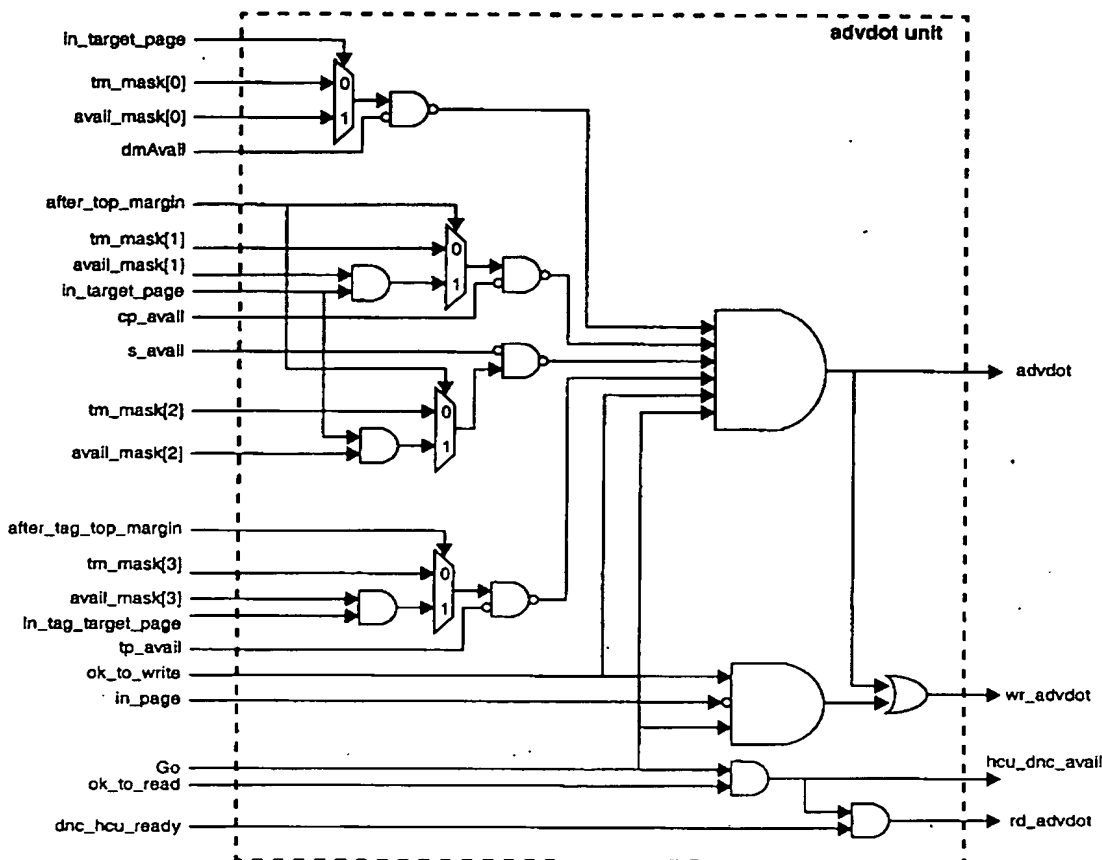 advdot unit
in_target_page
tm_mask[0]
0
avail_mask[0]
1
dmAvail
after_top_margin
tm_mask[1]
0
avail_mask[1]
1
in_target_page
cp_avail
s_avail
advdot
tm_mask[2]
0
1
avail_mask[2]
after_tag_top_margin
tm_mask[3]
0
avail_mask[3]
1
in_tag_target_page
tp_avail
ok_to_write
in_page
wr_advdot
Go
hcu_dnc_avail
ok_to_read
dnc_hcu_ready
rd_advdot